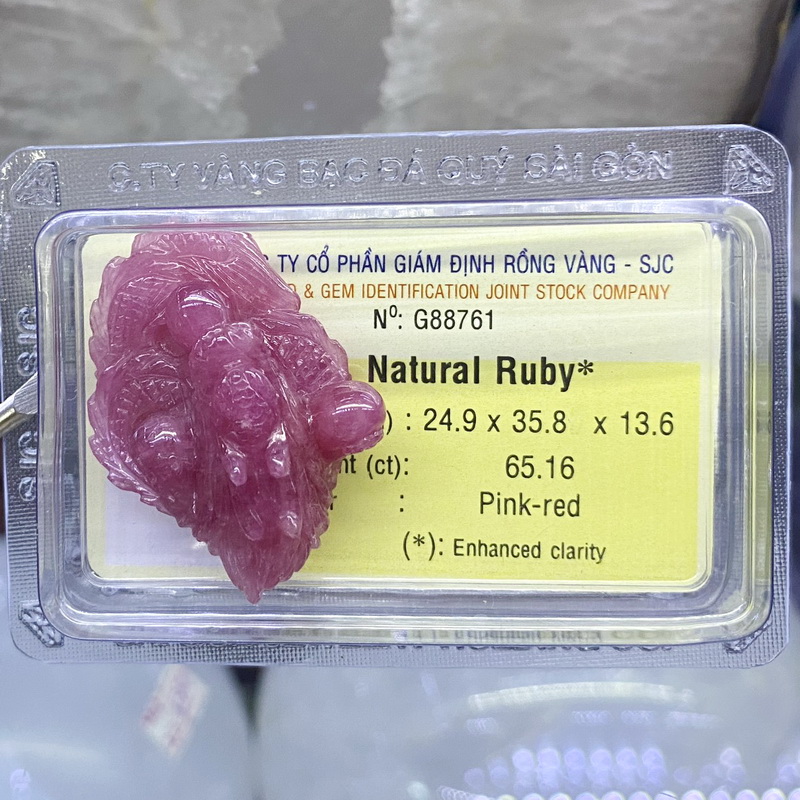 C.TY VÀNG BẠC ĐÁ QUÝ SÀI GÒN
TY CỔ PHẦN GIÁM ĐỊNH RỒNG VÀNG - SJC
& GEM IDENTIFICATION JOINT STOCK COMPANY
Nº: G88761
Natural Ruby*
) : 24.9 x 35.8 x 13.6
(ct): 65.16
: Pink-red
(*): Enhanced clarity